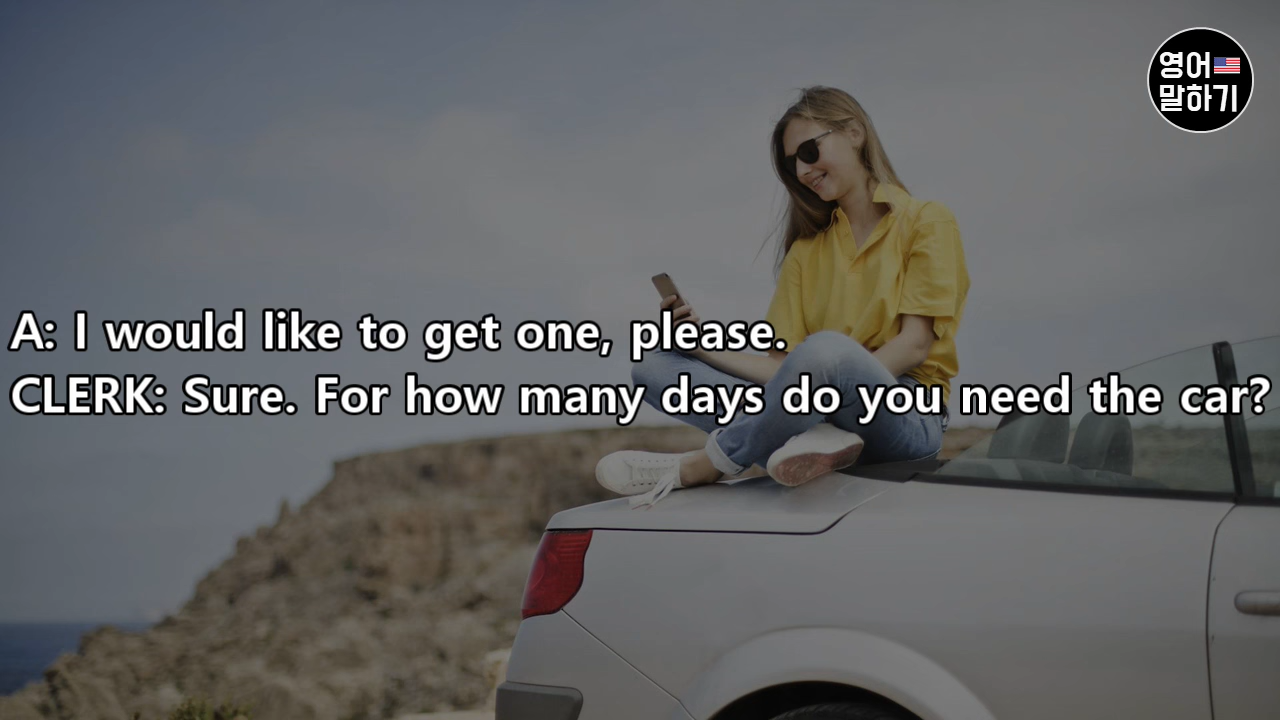 영어
말하기
A: I would like to get one, please.
CLERK: Sure. For how many days do you need the car?